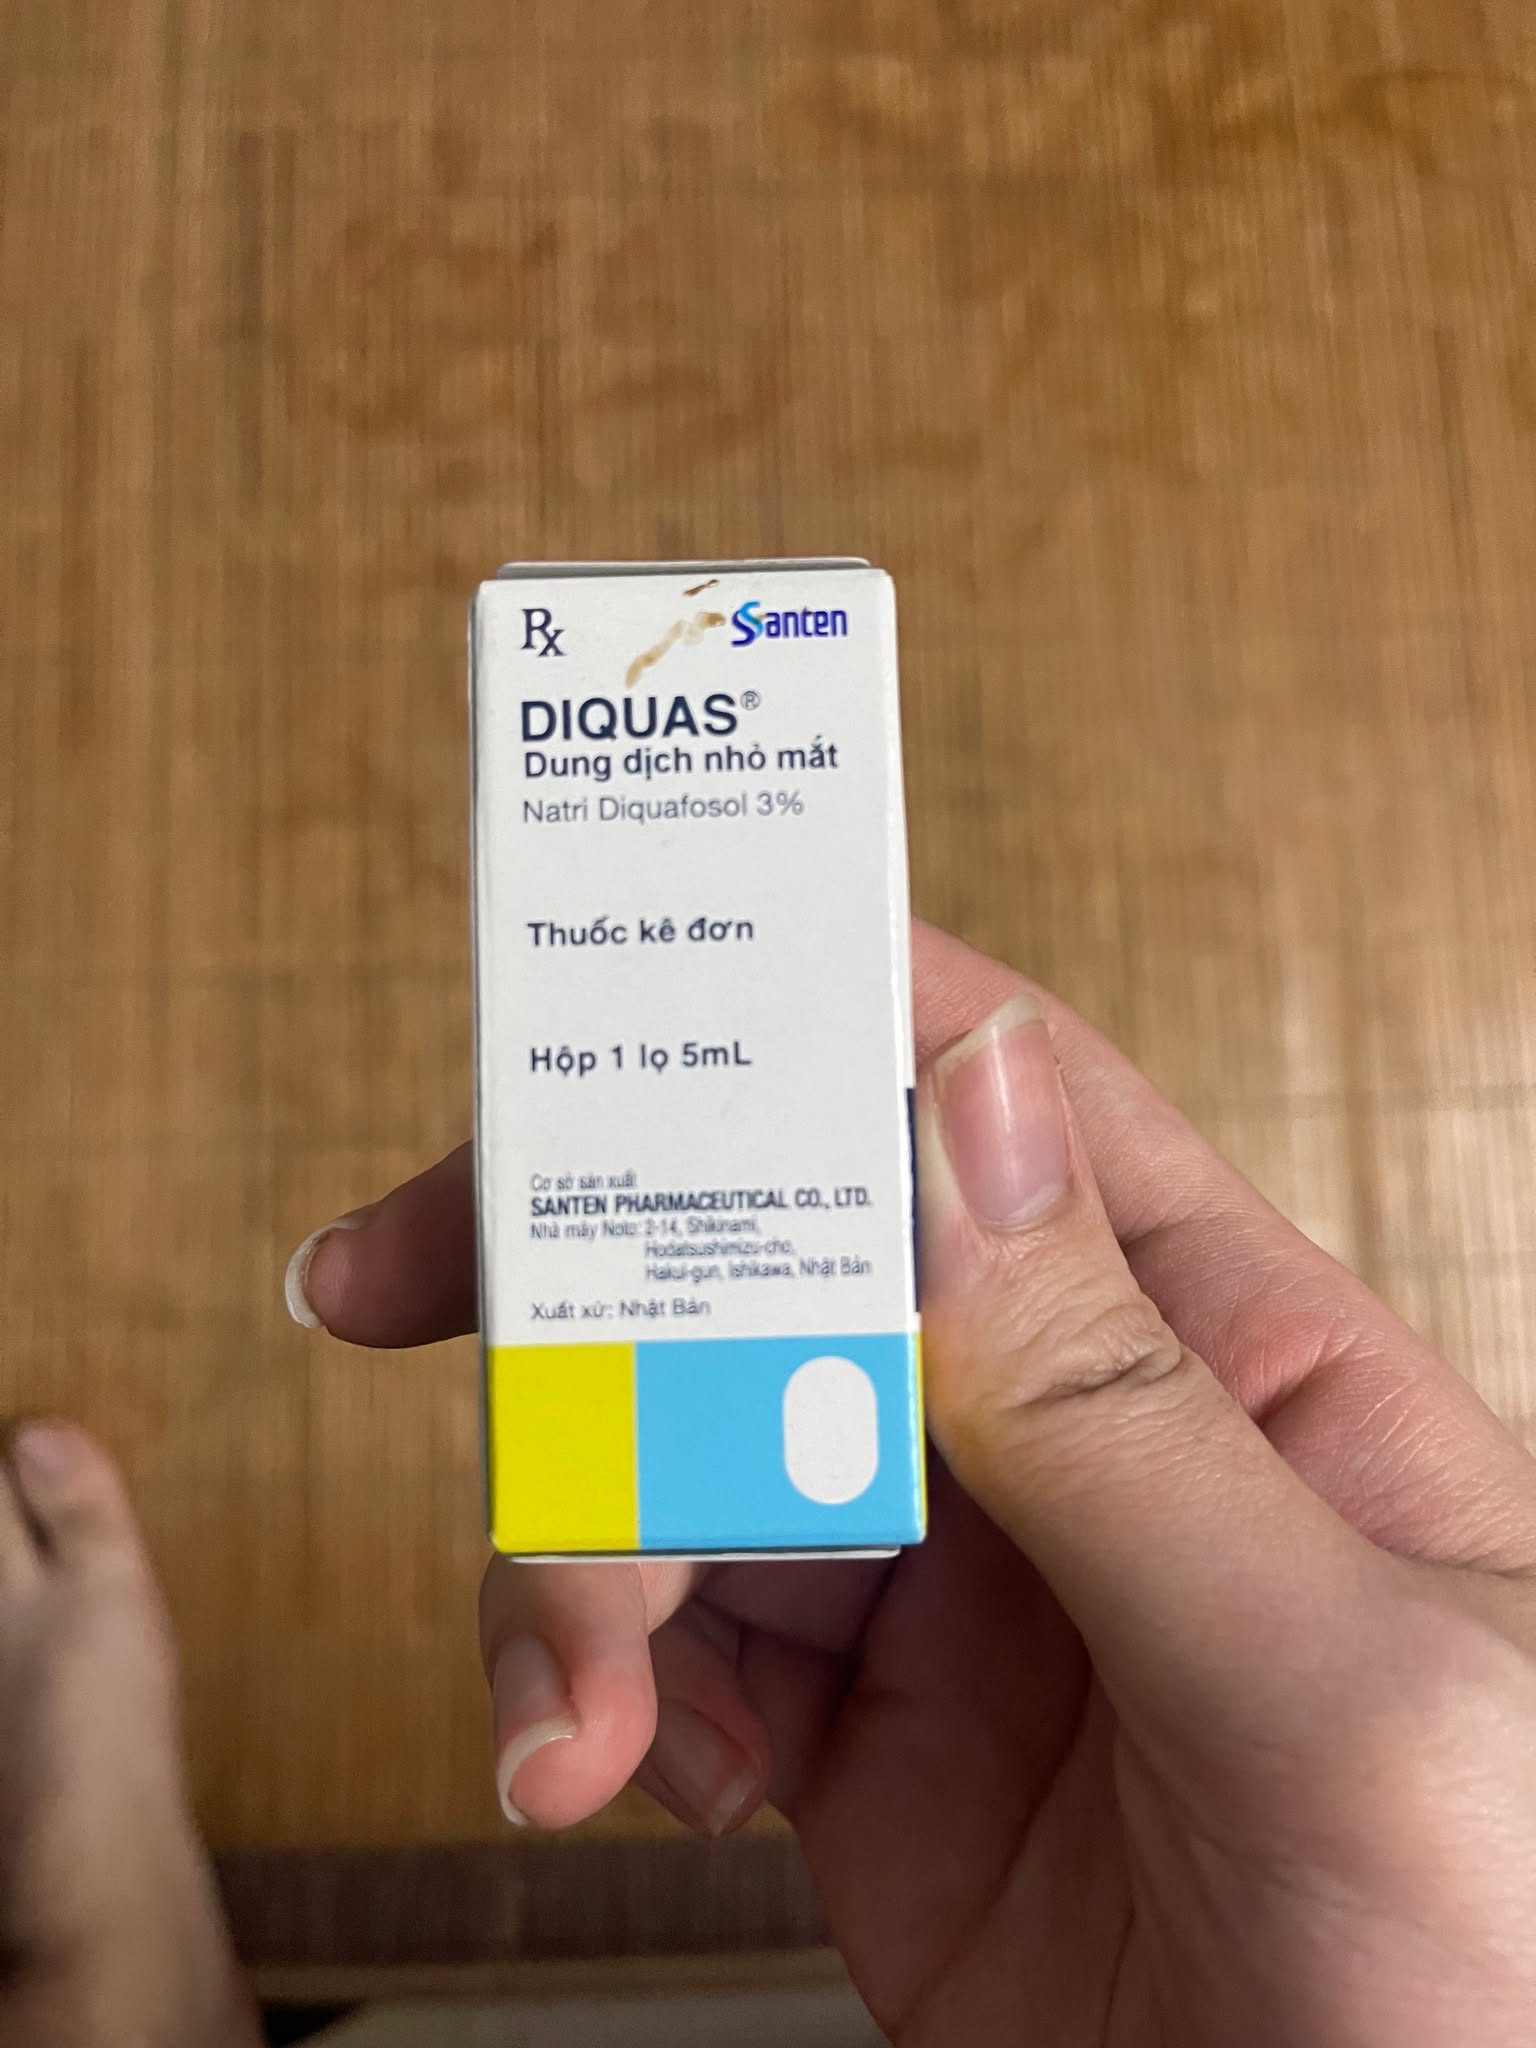 Rx
Santen
DIQUAS®
Dung dịch nhỏ mắt
Natri Diquafosol 3%
Thuốc kê đơn
Hộp 1 lọ 5mL
Cơ sở sản xuất
SANTEN PHARMACEUTICAL CO., LTD.
Nhà máy Noto: 2-14, Shikinami,
Hodatsushimizu-cho,
Hakui-gun, Ishikawa, Nhật Bản
Xuất xứ: Nhật Bản